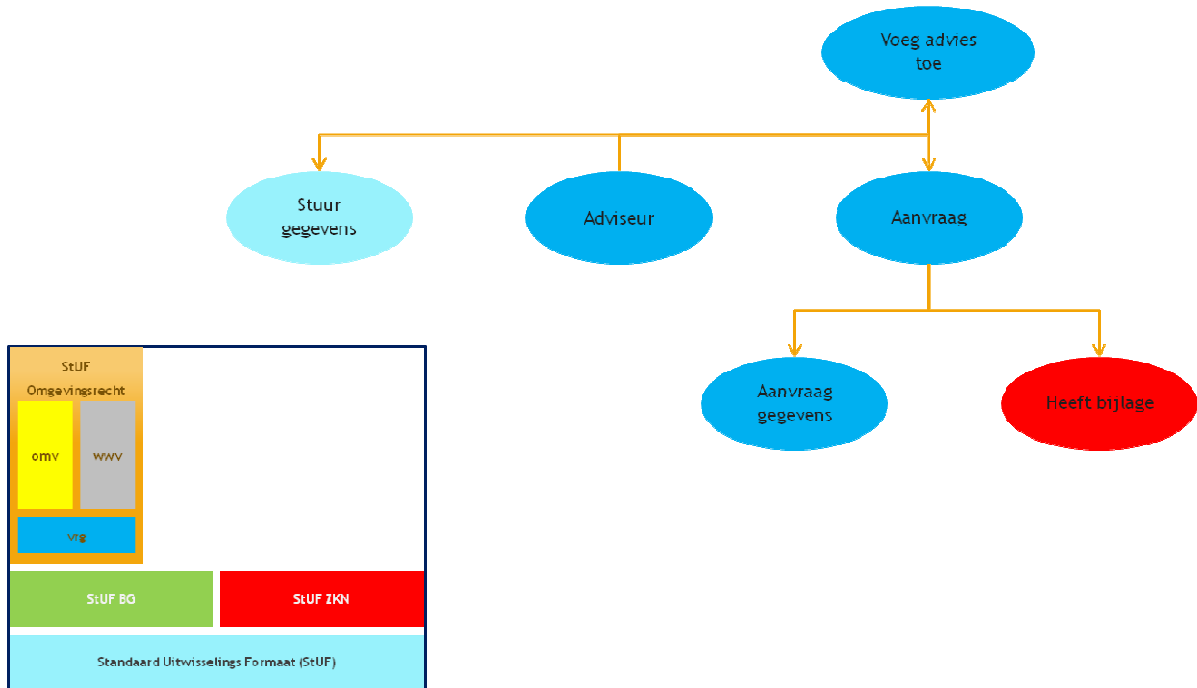 Voeg advies
toe
Stuur
gegevens
Adviseur
Aanvraag
Aanvraag
gegevens
Heeft bijlage
StUF
Omgevingsrecht
omv
wwv
vrg
StUF BG
StUF ZKN
Standaard Uitwisselings Formaat (StUF)